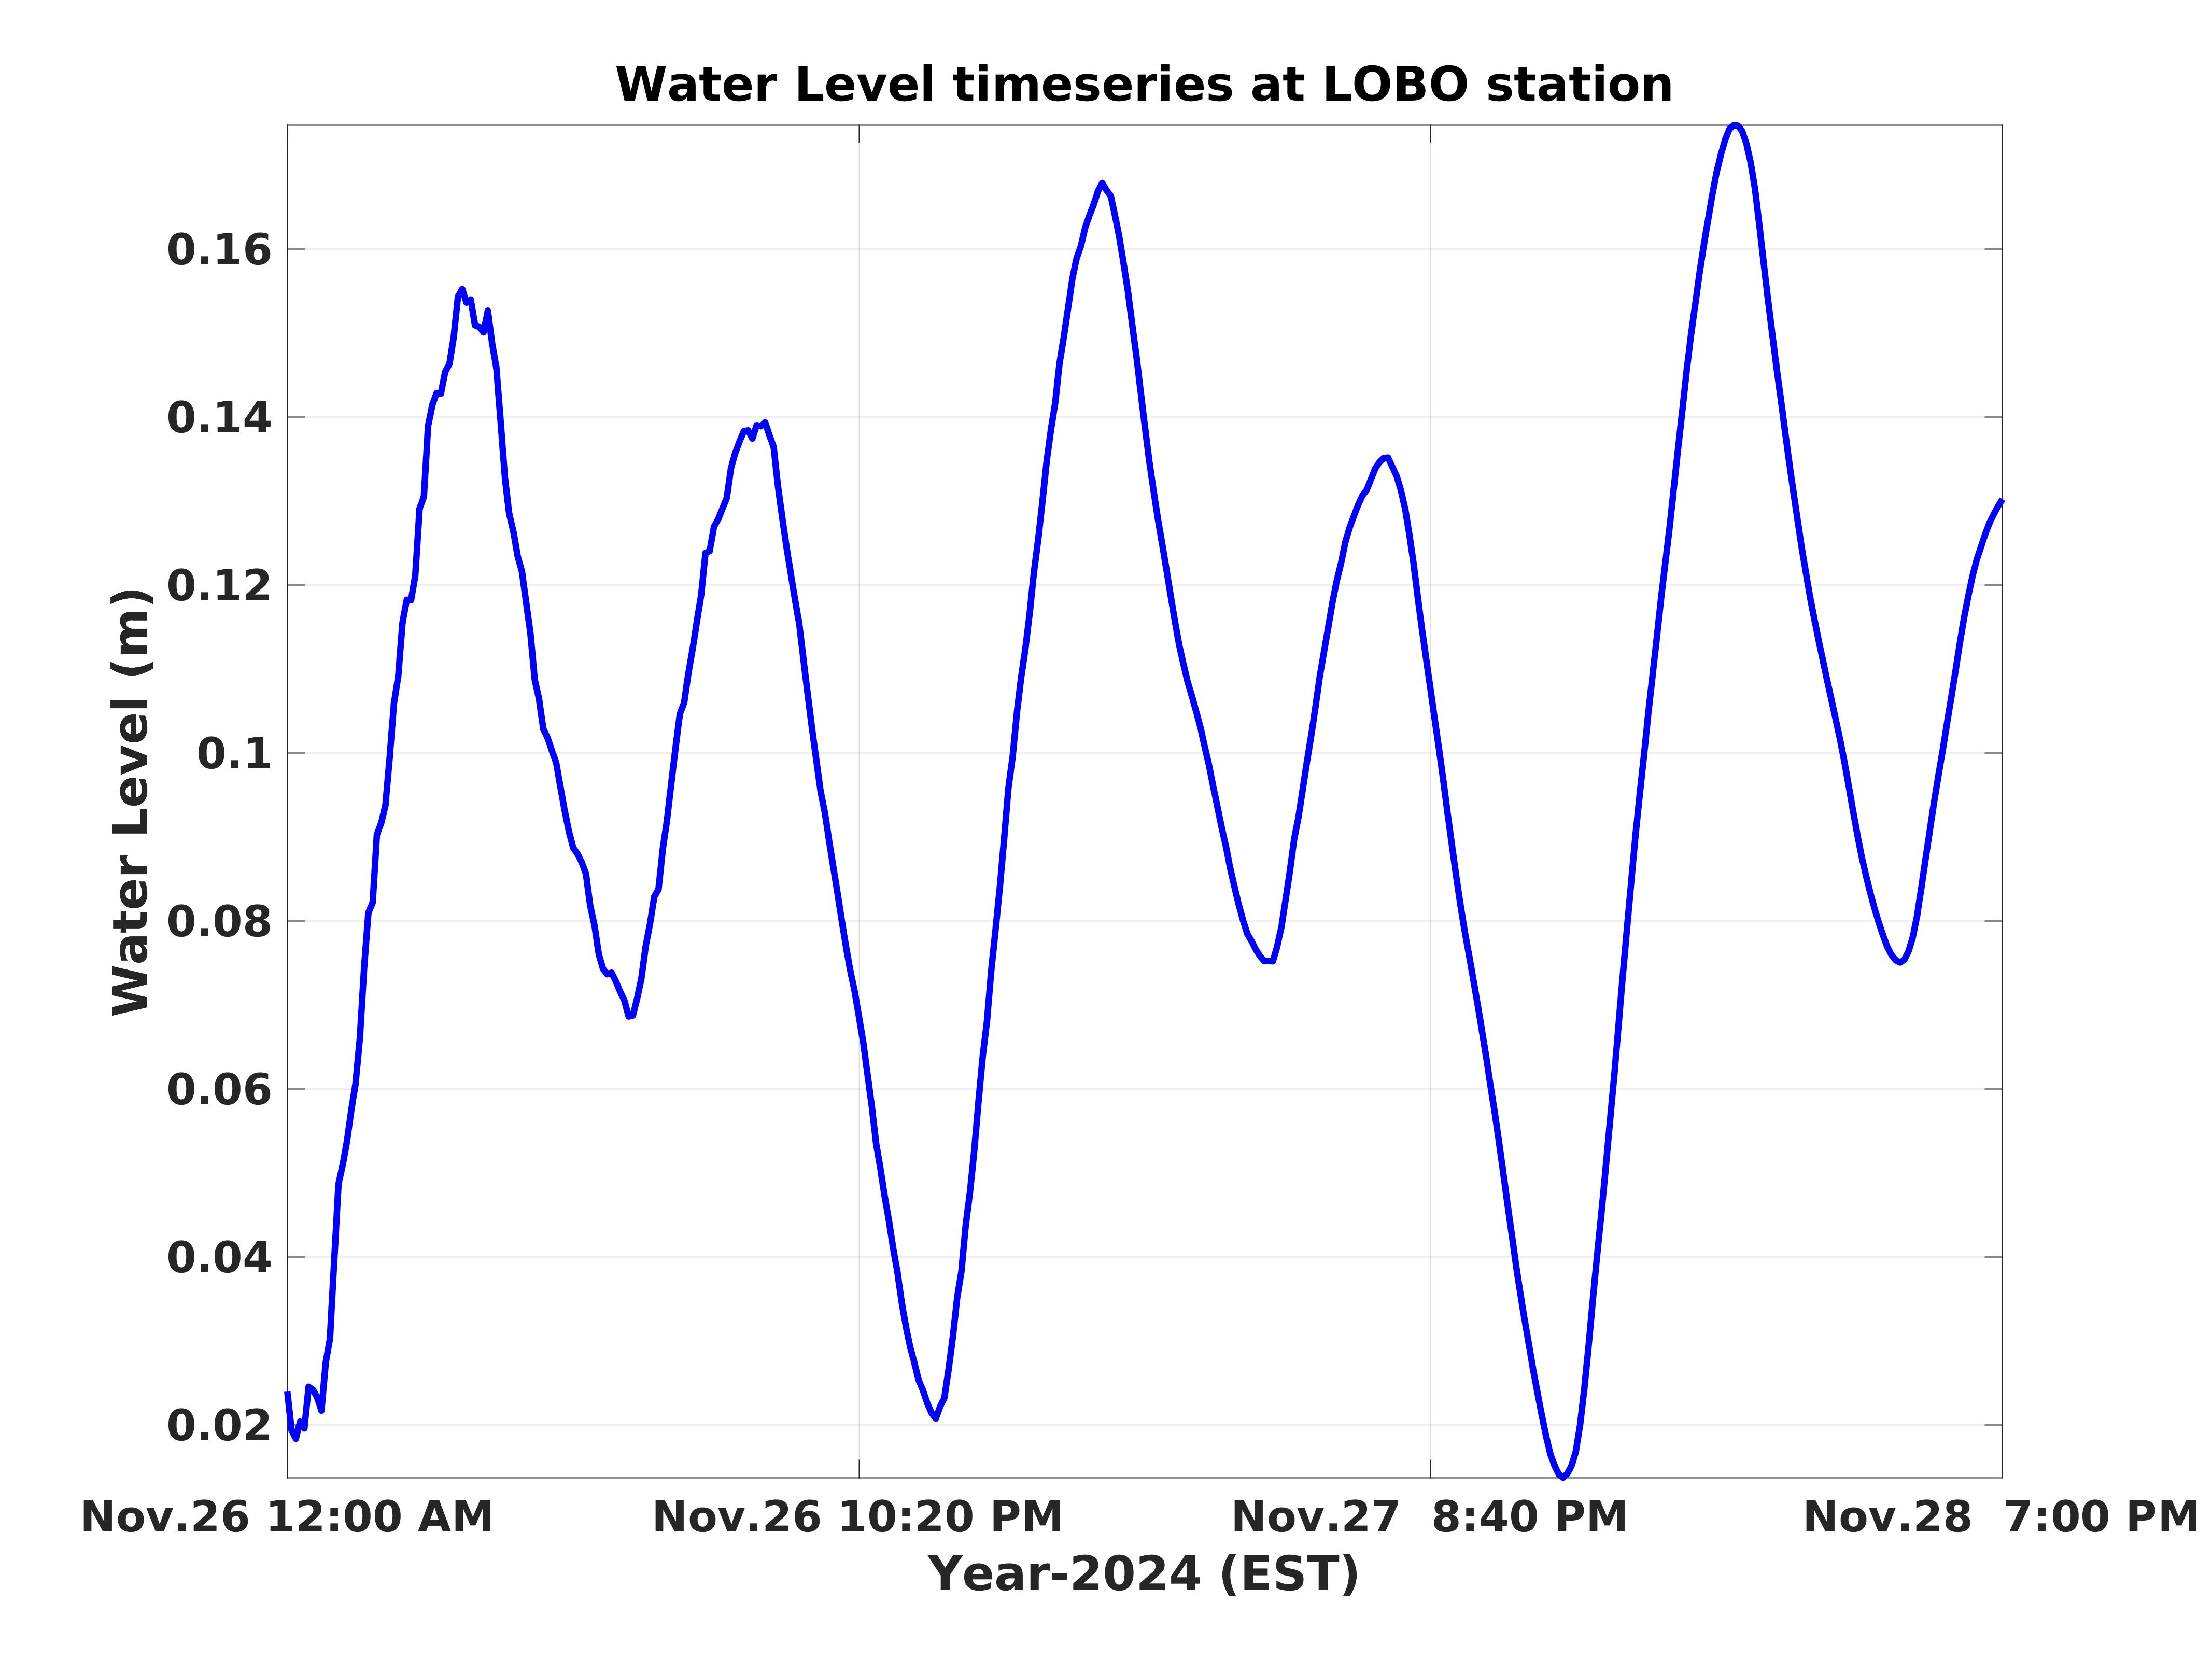 Water Level timeseries at LOBO station
0.16
0.14
0.12
0.1
0.08
0.06
0.04
0.02
Water Level (m)
Nov.26 12:00 AM Nov.26 10:20 PM Nov.27 8:40 PM Nov.28 7:00 PM
Year-2024 (EST)